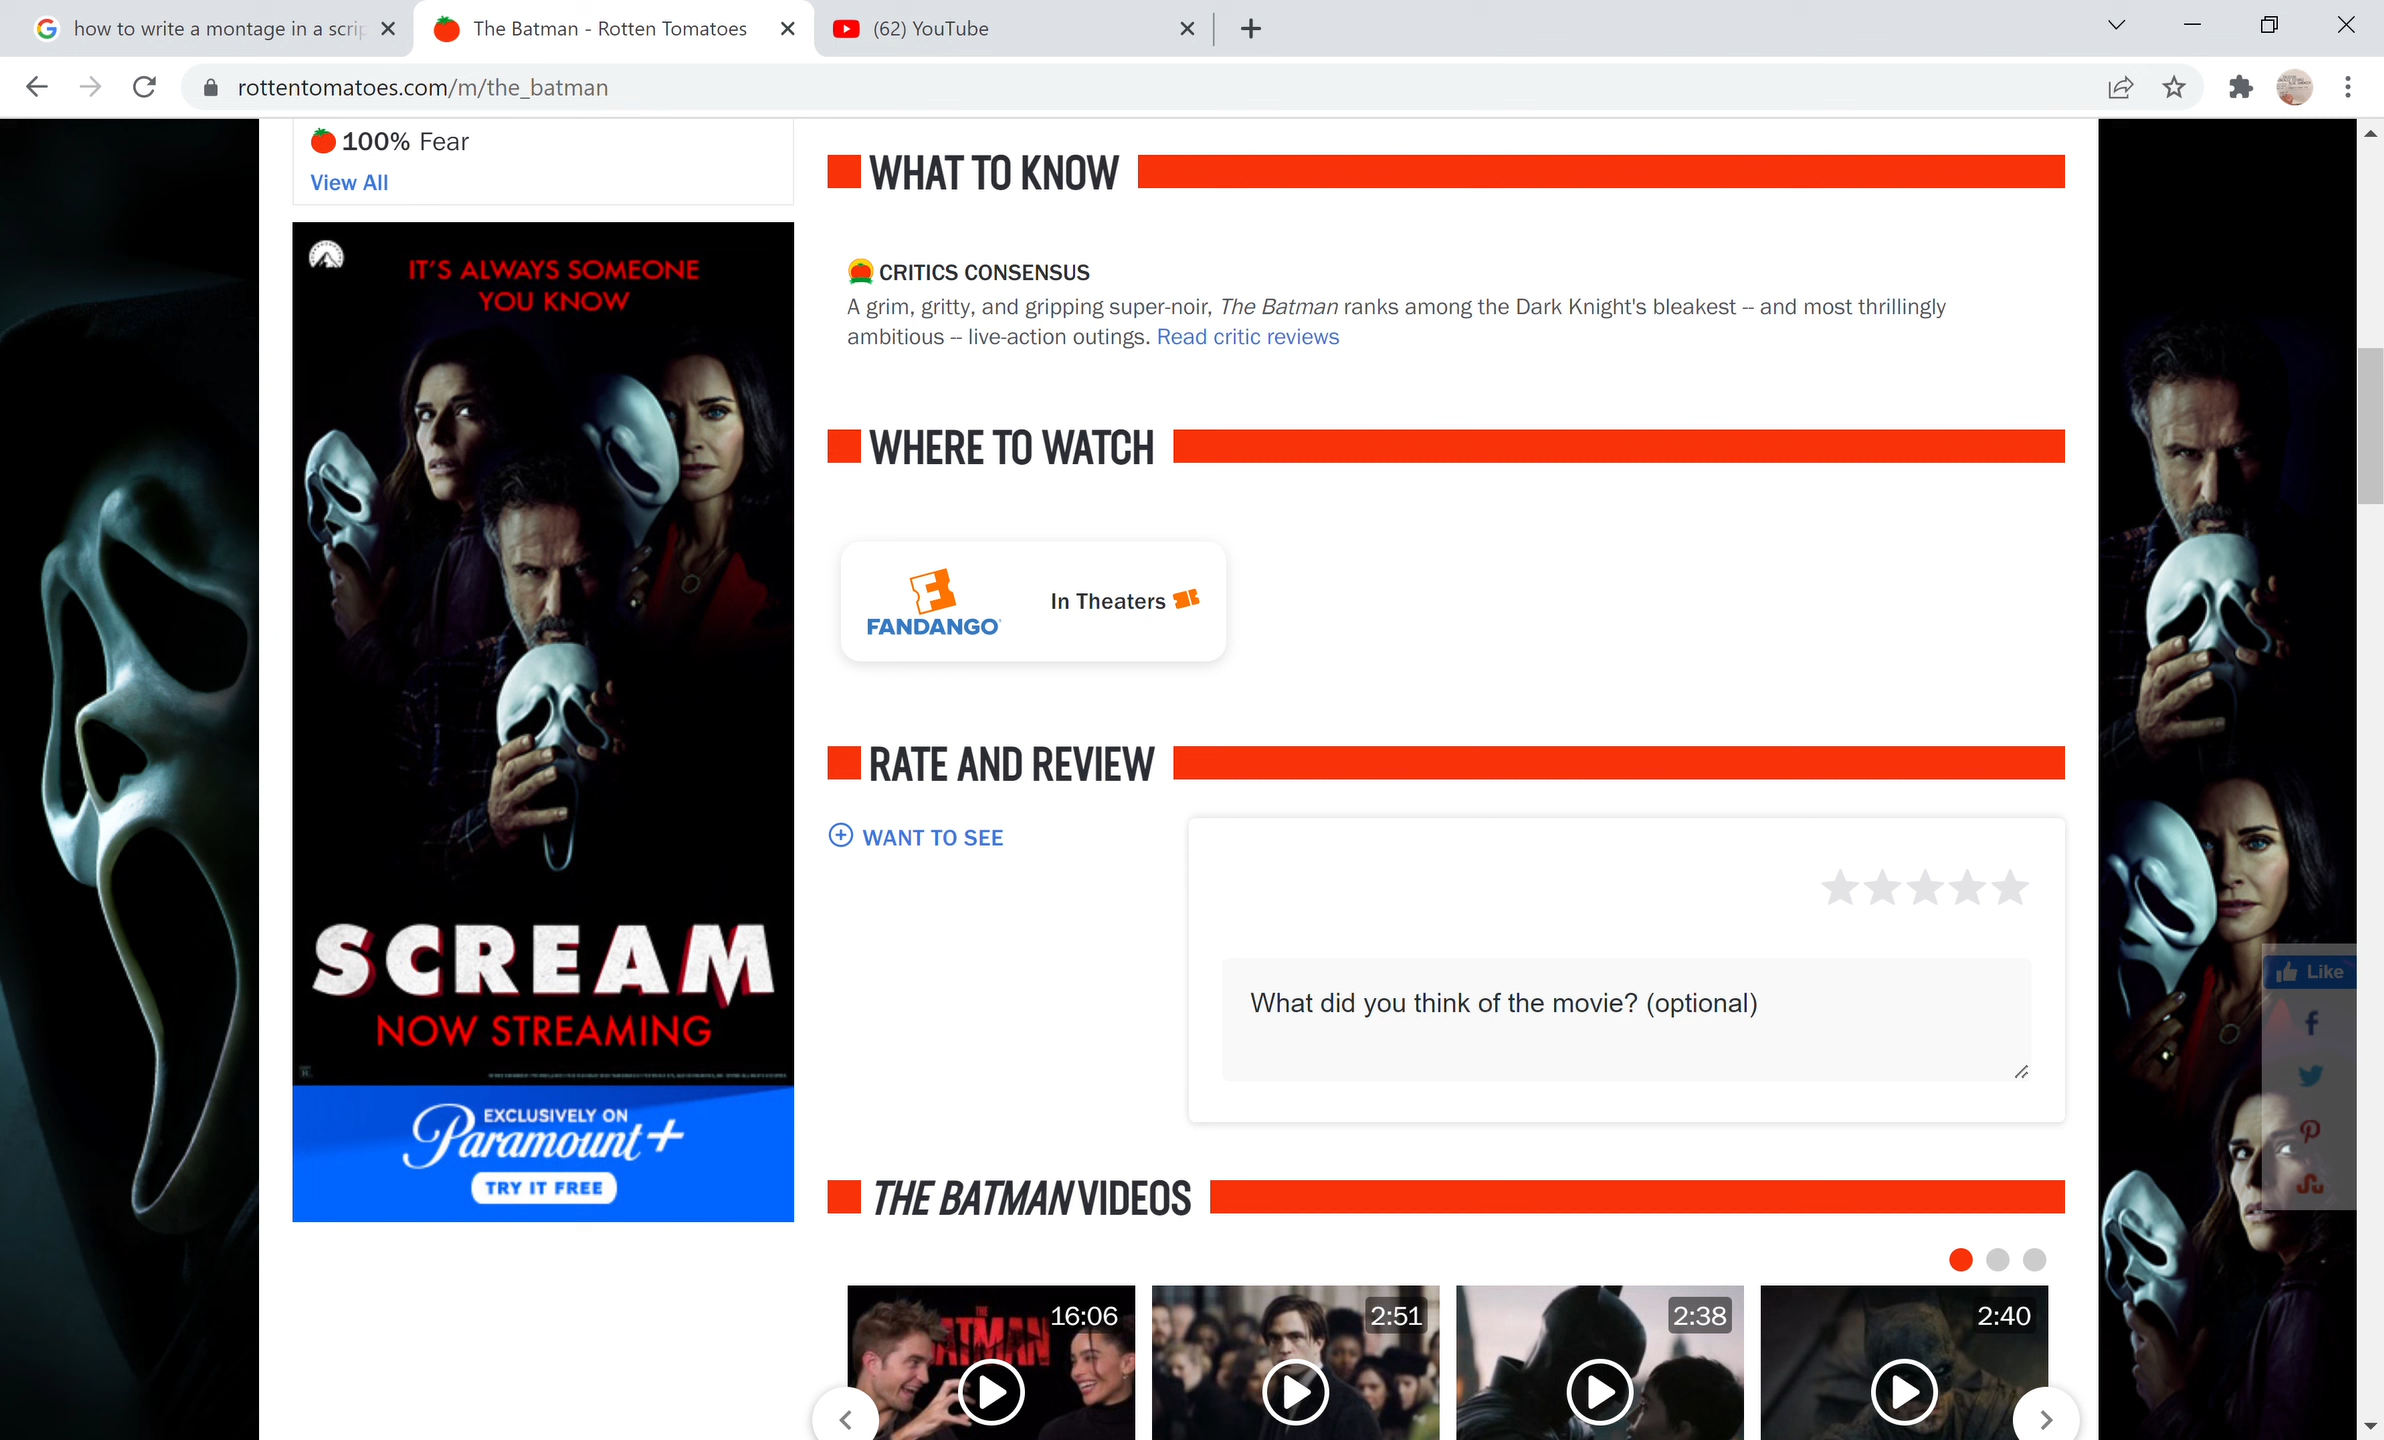 how to write a montage in a scrip
The Batman - Rotten Tomatoes
(62) YouTube
rottentomatoes.com/m/the_batman
100% Fear
View All
IT'S ALWAYS SOMEONE
YOU KNOW
SCREAM
NOW STREAMING
EXCLUSIVELY ON
Paramount+
TRY IT FREE
WHAT TO KNOW
CRITICS CONSENSUS
A grim, gritty, and gripping super-noir, The Batman ranks among the Dark Knight's bleakest -- and most thrillingly
ambitious -- live-action outings. Read critic reviews
WHERE TO WATCH
FANDANGO
In Theaters
RATE AND REVIEW
WANT TO SEE
What did you think of the movie? (optional)
Like
THE BATMAN VIDEOS
16:06
2:51
2:38
2:40